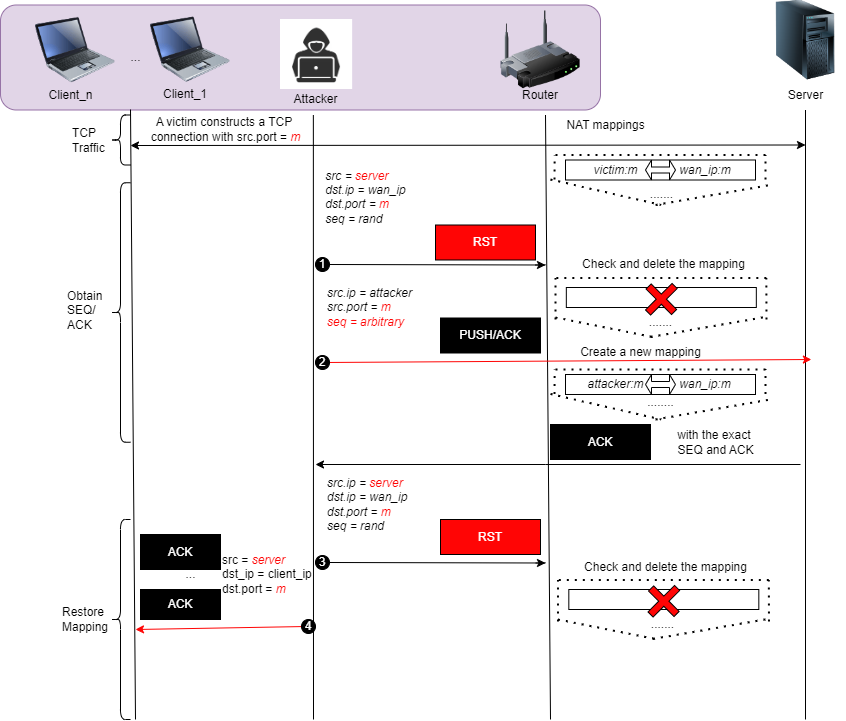 Client_n
...
Client_1
Attacker
Router
Server
TCP
Traffic
A victim constructs a TCP
connection with src.port = m
NAT mappings
victim:m
wan_ip:m
........
Obtain
SEQ/
ACK
src = server
dst.ip = wan_ip
dst.port = m
seq = rand
RST
1
Check and delete the mapping
........
src.ip = attacker
src.port = m
seq = arbitrary
PUSH/ACK
2
Create a new mapping
attacker:m
wan_ip:m
.........
ACK
with the exact
SEQ and ACK
src.ip = server
dst.ip = wan_ip
dst.port = m
seq = rand
RST
3
Check and delete the mapping
........
Restore
Mapping
ACK
...
ACK
src = server
dst_ip = client_ip
dst.port = m
4